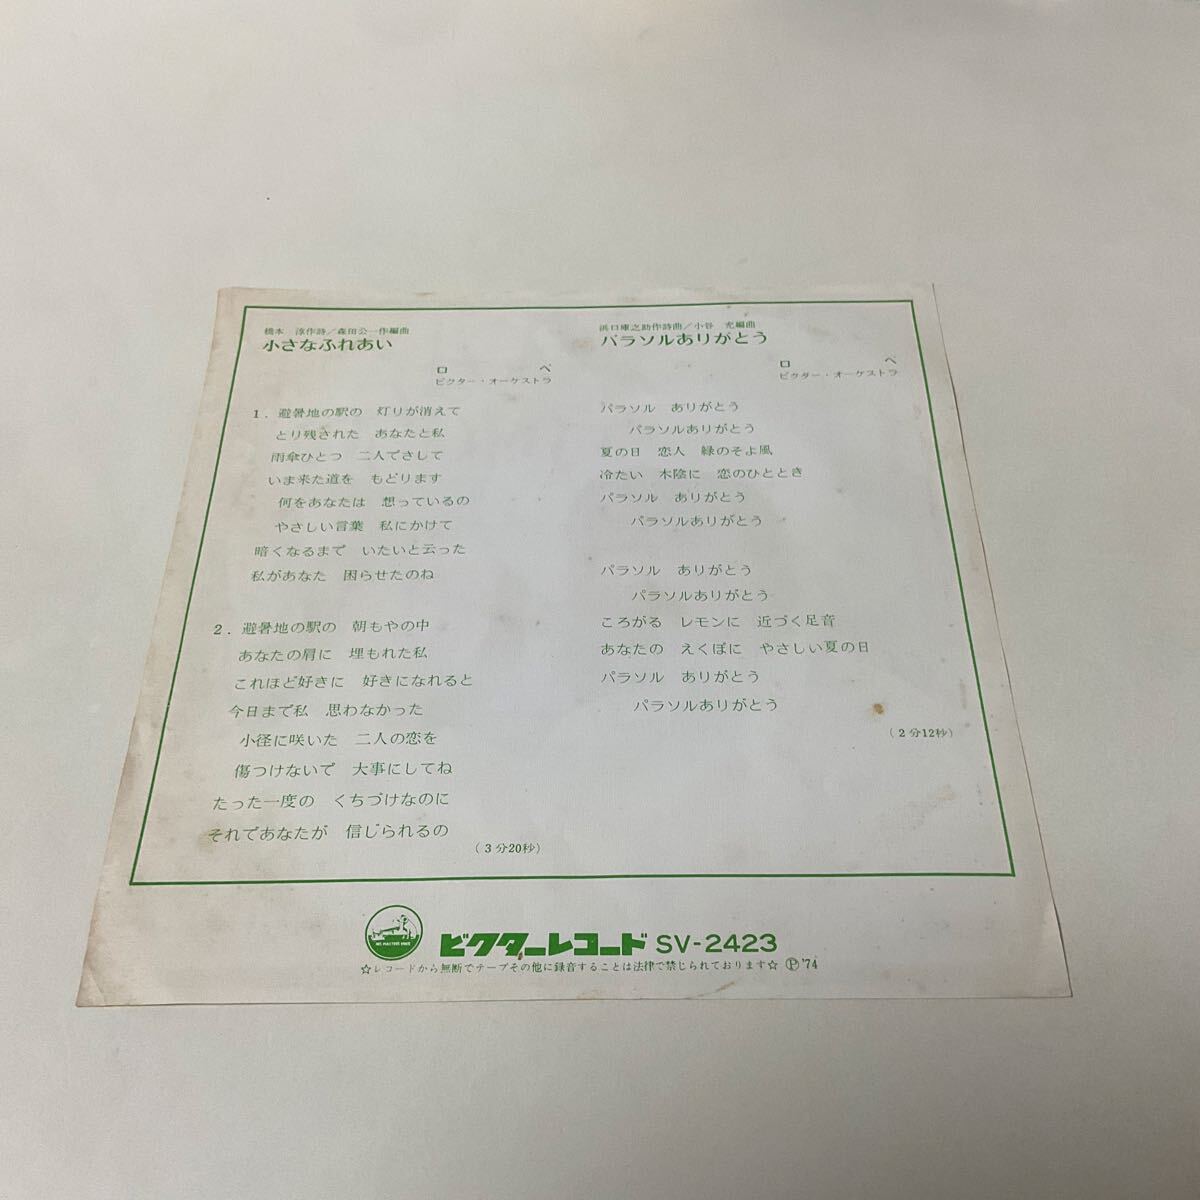 橋本 淳作詩/森田公一作編曲
小さなふれあい
ロ ペ
ビクター・オーケストラ
1. 避暑地の駅の 灯りが消えて
とり残された あなたと私
雨傘ひとつ 二人でさして
いま来た道を もどります
何をあなたは 想っているの
やさしい言葉 私にかけて
暗くなるまで いたいと云った
私があなた 困らせたのね
2. 避暑地の駅の 朝もやの中
あなたの肩に 埋もれた私
これほど好きに 好きになれると
今日まで私 思わなかった
小径に咲いた 二人の恋を
傷つけないで 大事にしてね
たった一度の くちづけなのに
それであなたが 信じられるの
(3分20秒)
浜口庫之助作詩曲/小谷 充編曲
パラソルありがとう
ロ ペ
ビクター・オーケストラ
パラソル ありがとう
パラソルありがとう
夏の日 恋人 緑のそよ風
冷たい 木陰に 恋のひととき
パラソル ありがとう
パラソルありがとう
パラソル ありがとう
パラソルありがとう
ころがる レモンに 近づく足音
あなたの えくぼに やさしい夏の日
パラソル ありがとう
パラソルありがとう
(2分12秒)
HIS MASTER'S VOICE
ビクターレコード SV-2423
☆レコードから無断でテープその他に録音することは法律で禁じられております☆ Ⓟ'74